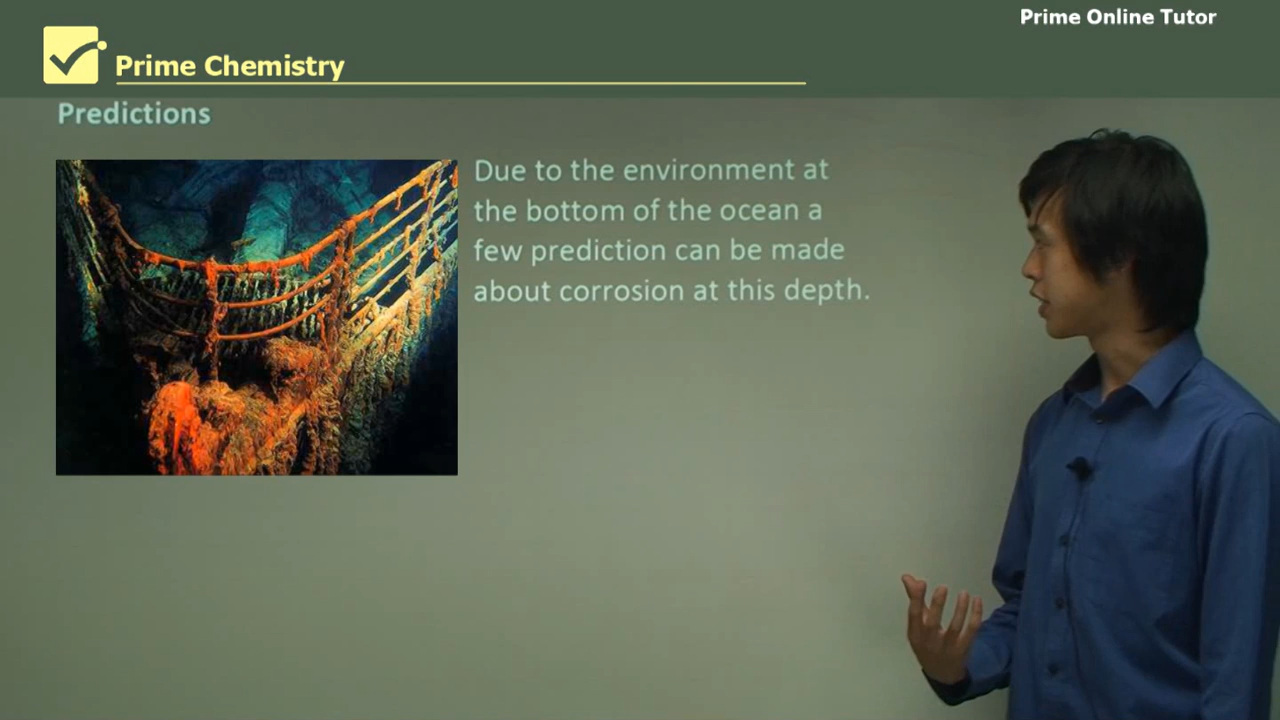 Prime Online Tutor
Prime Chemistry
Predictions
Due to the environment at
the bottom of the ocean a
few prediction can be made
about corrosion at this depth.